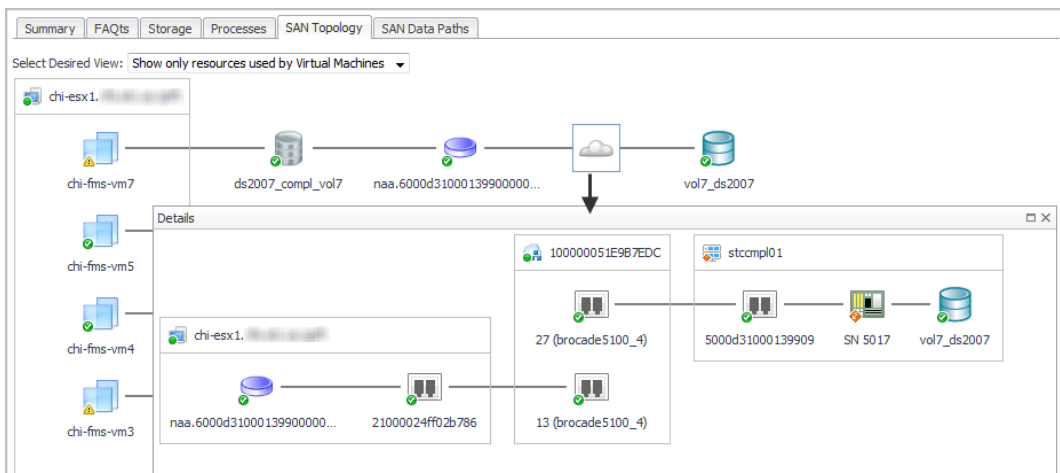 Summary FAQts Storage Processes SAN Topology SAN Data Paths
Select Desired View: Show only resources used by Virtual Machines
chi-esx1.
chi-fms-vm7 ds2007_compl_vol7 naa.6000d31000139900000... vol7_ds2007
Details
chi-fms-vm5
100000051E9B7EDC stccmpl01
27 (brocade5100_4) 5000d31000139909 SN 5017 vol7_ds2007
chi-fms-vm4
chi-esx1.
naa.6000d31000139900000... 21000024ff02b786 13 (brocade5100_4)
chi-fms-vm3